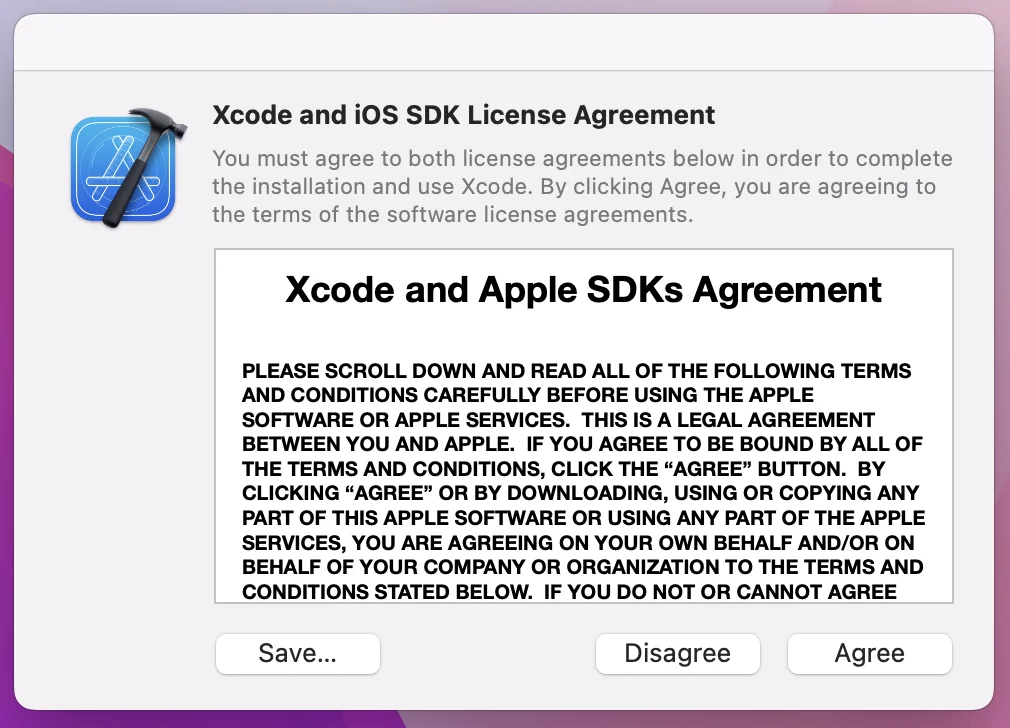 Xcode and iOS SDK License Agreement
You must agree to both license agreements below in order to complete
the installation and use Xcode. By clicking Agree, you are agreeing to
the terms of the software license agreements.
Xcode and Apple SDKs Agreement
PLEASE SCROLL DOWN AND READ ALL OF THE FOLLOWING TERMS
AND CONDITIONS CAREFULLY BEFORE USING THE APPLE
SOFTWARE OR APPLE SERVICES.  THIS IS A LEGAL AGREEMENT
BETWEEN YOU AND APPLE.  IF YOU AGREE TO BE BOUND BY ALL OF
THE TERMS AND CONDITIONS, CLICK THE “AGREE” BUTTON.  BY
CLICKING “AGREE” OR BY DOWNLOADING, USING OR COPYING ANY
PART OF THIS APPLE SOFTWARE OR USING ANY PART OF THE APPLE
SERVICES, YOU ARE AGREEING ON YOUR OWN BEHALF AND/OR ON
BEHALF OF YOUR COMPANY OR ORGANIZATION TO THE TERMS AND
CONDITIONS STATED BELOW.  IF YOU DO NOT OR CANNOT AGREE
Save... Disagree Agree